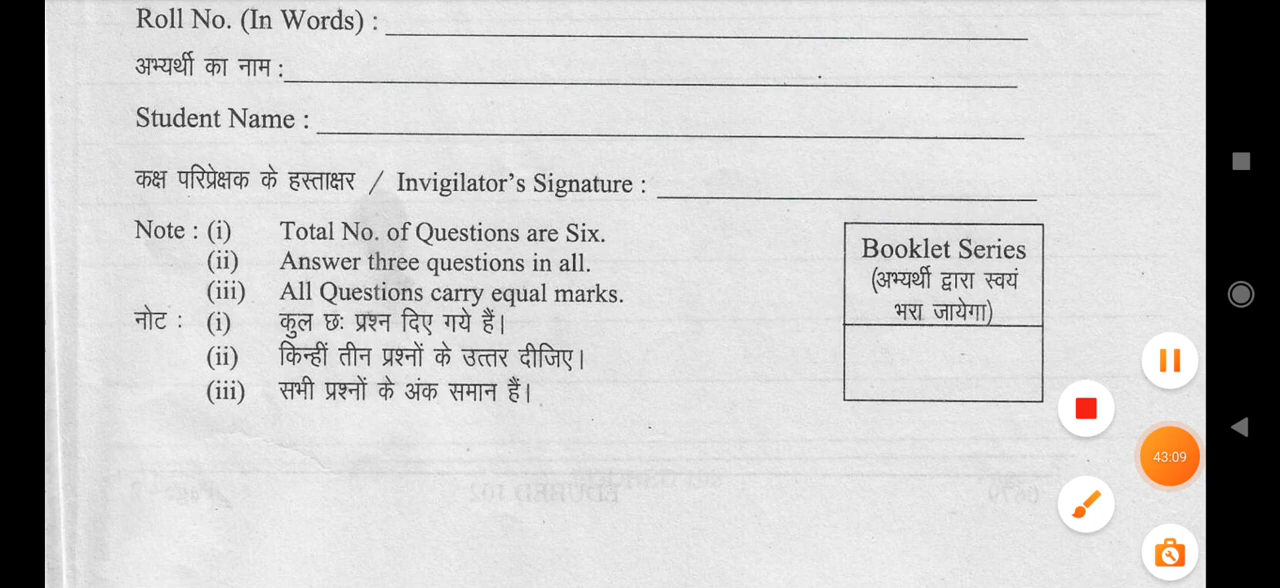 Roll No. (In Words) :
अभ्यर्थी का नाम :
Student Name :
कक्ष परिप्रेक्षक के हस्ताक्षर / Invigilator's Signature :
Note : (i) Total No. of Questions are Six.
(ii) Answer three questions in all.
(iii) All Questions carry equal marks.
नोट : (i) कुल छः प्रश्न दिए गये हैं।
(ii) किन्हीं तीन प्रश्नों के उत्तर दीजिए।
(iii) सभी प्रश्नों के अंक समान हैं।
Booklet Series
(अभ्यर्थी द्वारा स्वयं
भरा जायेगा)
43:09